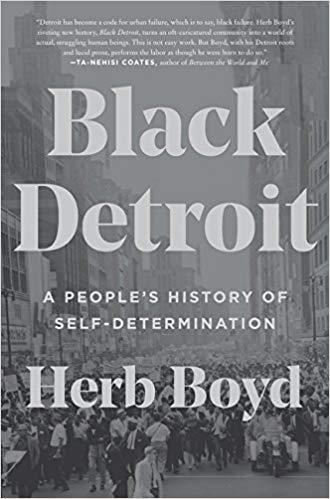 "Detroit has become a code for urban failure, which is to say, black failure. Herb Boyd's
riveting new history, Black Detroit, turns an oft-caricatured community into a world of
actual, struggling human beings. This is not easy work. But Boyd, with his Detroit roots
and lucid prose, performs the labor as though he were born to do so."
—TA-NEHISI COATES, author of Between the World and Me
Black
Detroit
A PEOPLE'S HISTORY OF
SELF-DETERMINATION
Herb Boyd